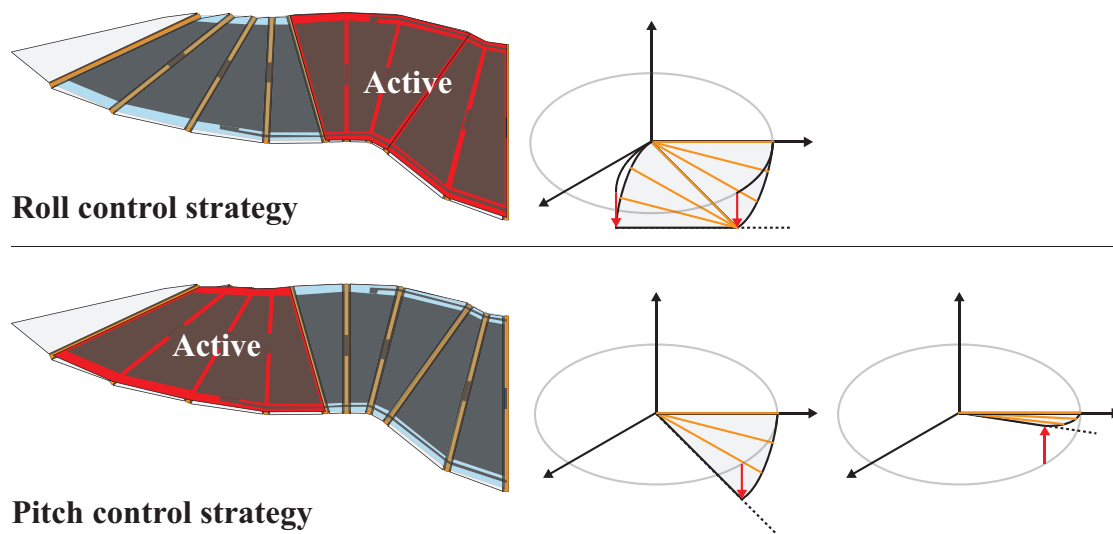 Active
Roll control strategy
Active
Pitch control strategy